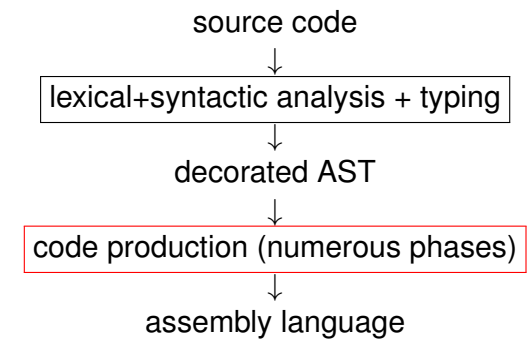 source code
↓
lexical+syntactic analysis + typing
↓
decorated AST
↓
code production (numerous phases)
↓
assembly language